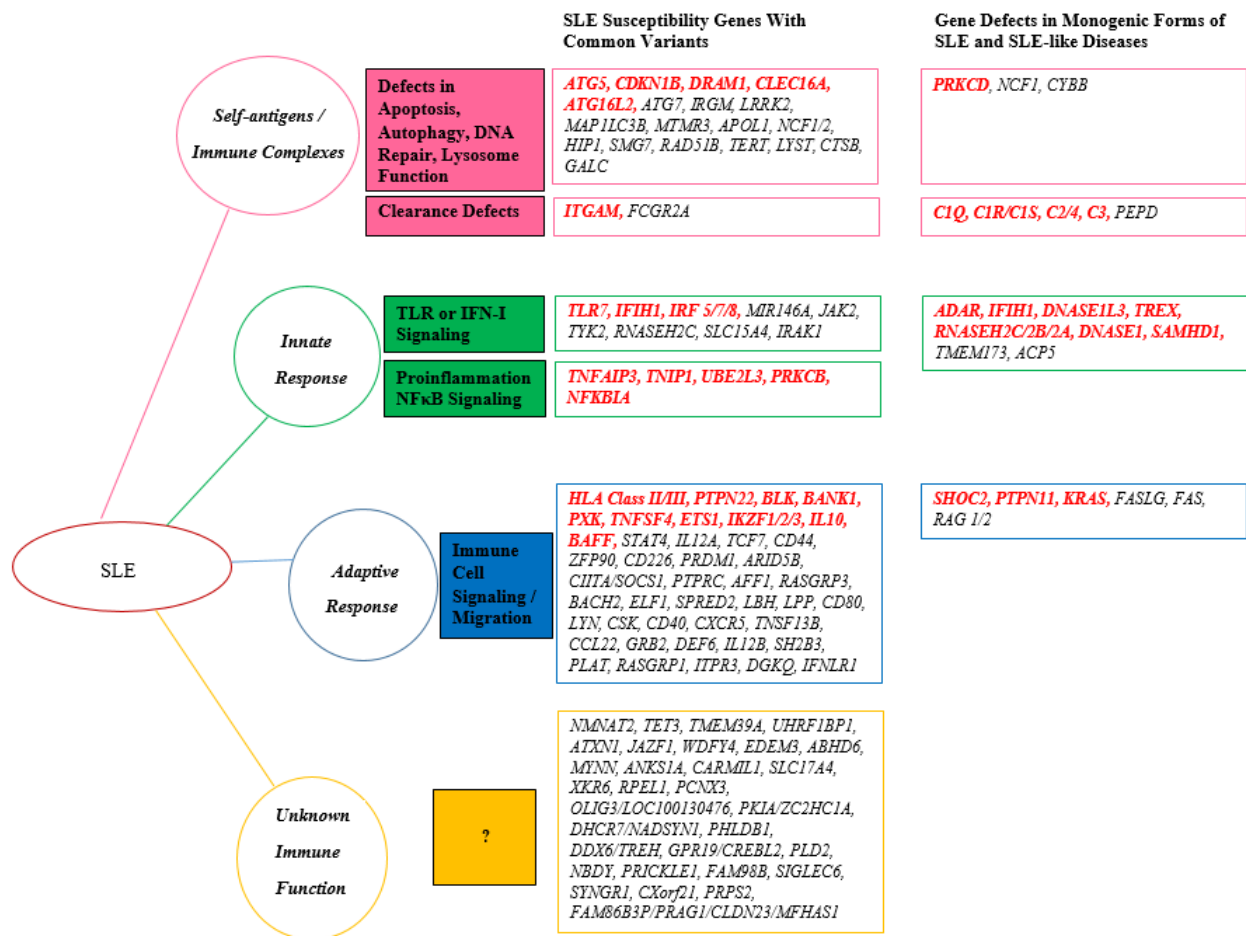 SLE Susceptibility Genes With
Common Variants
Gene Defects in Monogenic Forms of
SLE and SLE-like Diseases
Self-antigens /
Immune Complexes
Defects in
Apoptosis,
Autophagy, DNA
Repair, Lysosome
Function
ATG5, CDKN1B, DRAM1, CLEC16A,
ATG16L2, ATG7, IRGM, LRRK2,
MAP1LC3B, MTMR3, APOL1, NCF1/2,
HIP1, SMG7, RAD51B, TERT, LYST, CTSB,
GALC
PRKCD, NCF1, CYBB
Clearance Defects
ITGAM, FCGR2A
C1Q, C1R/C1S, C2/4, C3, PEPD
Innate
Response
TLR or IFN-I
Signaling
TLR7, IFIH1, IRF 5/7/8, MIR146A, JAK2,
TYK2, RNASEH2C, SLC15A4, IRAK1
ADAR, IFIH1, DNASE1L3, TREX,
RNASEH2C/2B/2A, DNASE1, SAMHD1,
TMEM173, ACP5
Proinflammation
NFκB Signaling
TNFAIP3, TNIP1, UBE2L3, PRKCB,
NFKBIA
SLE
Adaptive
Response
Immune
Cell
Signaling /
Migration
HLA Class II/III, PTPN22, BLK, BANK1,
PXK, TNFSF4, ETS1, IKZF1/2/3, IL10,
BAFF, STAT4, IL12A, TCF7, CD44,
ZFP90, CD226, PRDM1, ARID5B,
CIITA/SOCS1, PTPRC, AFF1, RASGRP3,
BACH2, ELF1, SPRED2, LBH, LPP, CD80,
LYN, CSK, CD40, CXCR5, TNSF13B,
CCL22, GRB2, DEF6, IL12B, SH2B3,
PLAT, RASGRP1, ITPR3, DGKQ, IFNLR1
SHOC2, PTPN11, KRAS, FASLG, FAS,
RAG 1/2
Unknown
Immune
Function
?
NMNAT2, TET3, TMEM39A, UHRF1BP1,
ATXN1, JAZF1, WDFY4, EDEM3, ABHD6,
MYNN, ANKS1A, CARMIL1, SLC17A4,
XKR6, RPEL1, PCNX3,
OLIG3/LOC100130476, PKIA/ZC2HC1A,
DHCR7/NADSYN1, PHLDB1,
DDX6/TREH, GPR19/CREBL2, PLD2,
NBDY, PRICKLE1, FAM98B, SIGLEC6,
SYNGR1, CXorf21, PRPS2,
FAM86B3P/PRAG1/CLDN23/MFHAS1